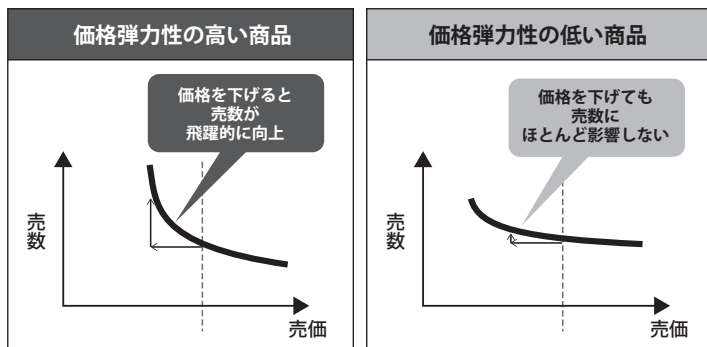 価格弾力性の高い商品
価格を下げると
売数が
飛躍的に向上
売数
売価
価格弾力性の低い商品
価格を下げても
売数に
ほとんど影響しない
売数
売価